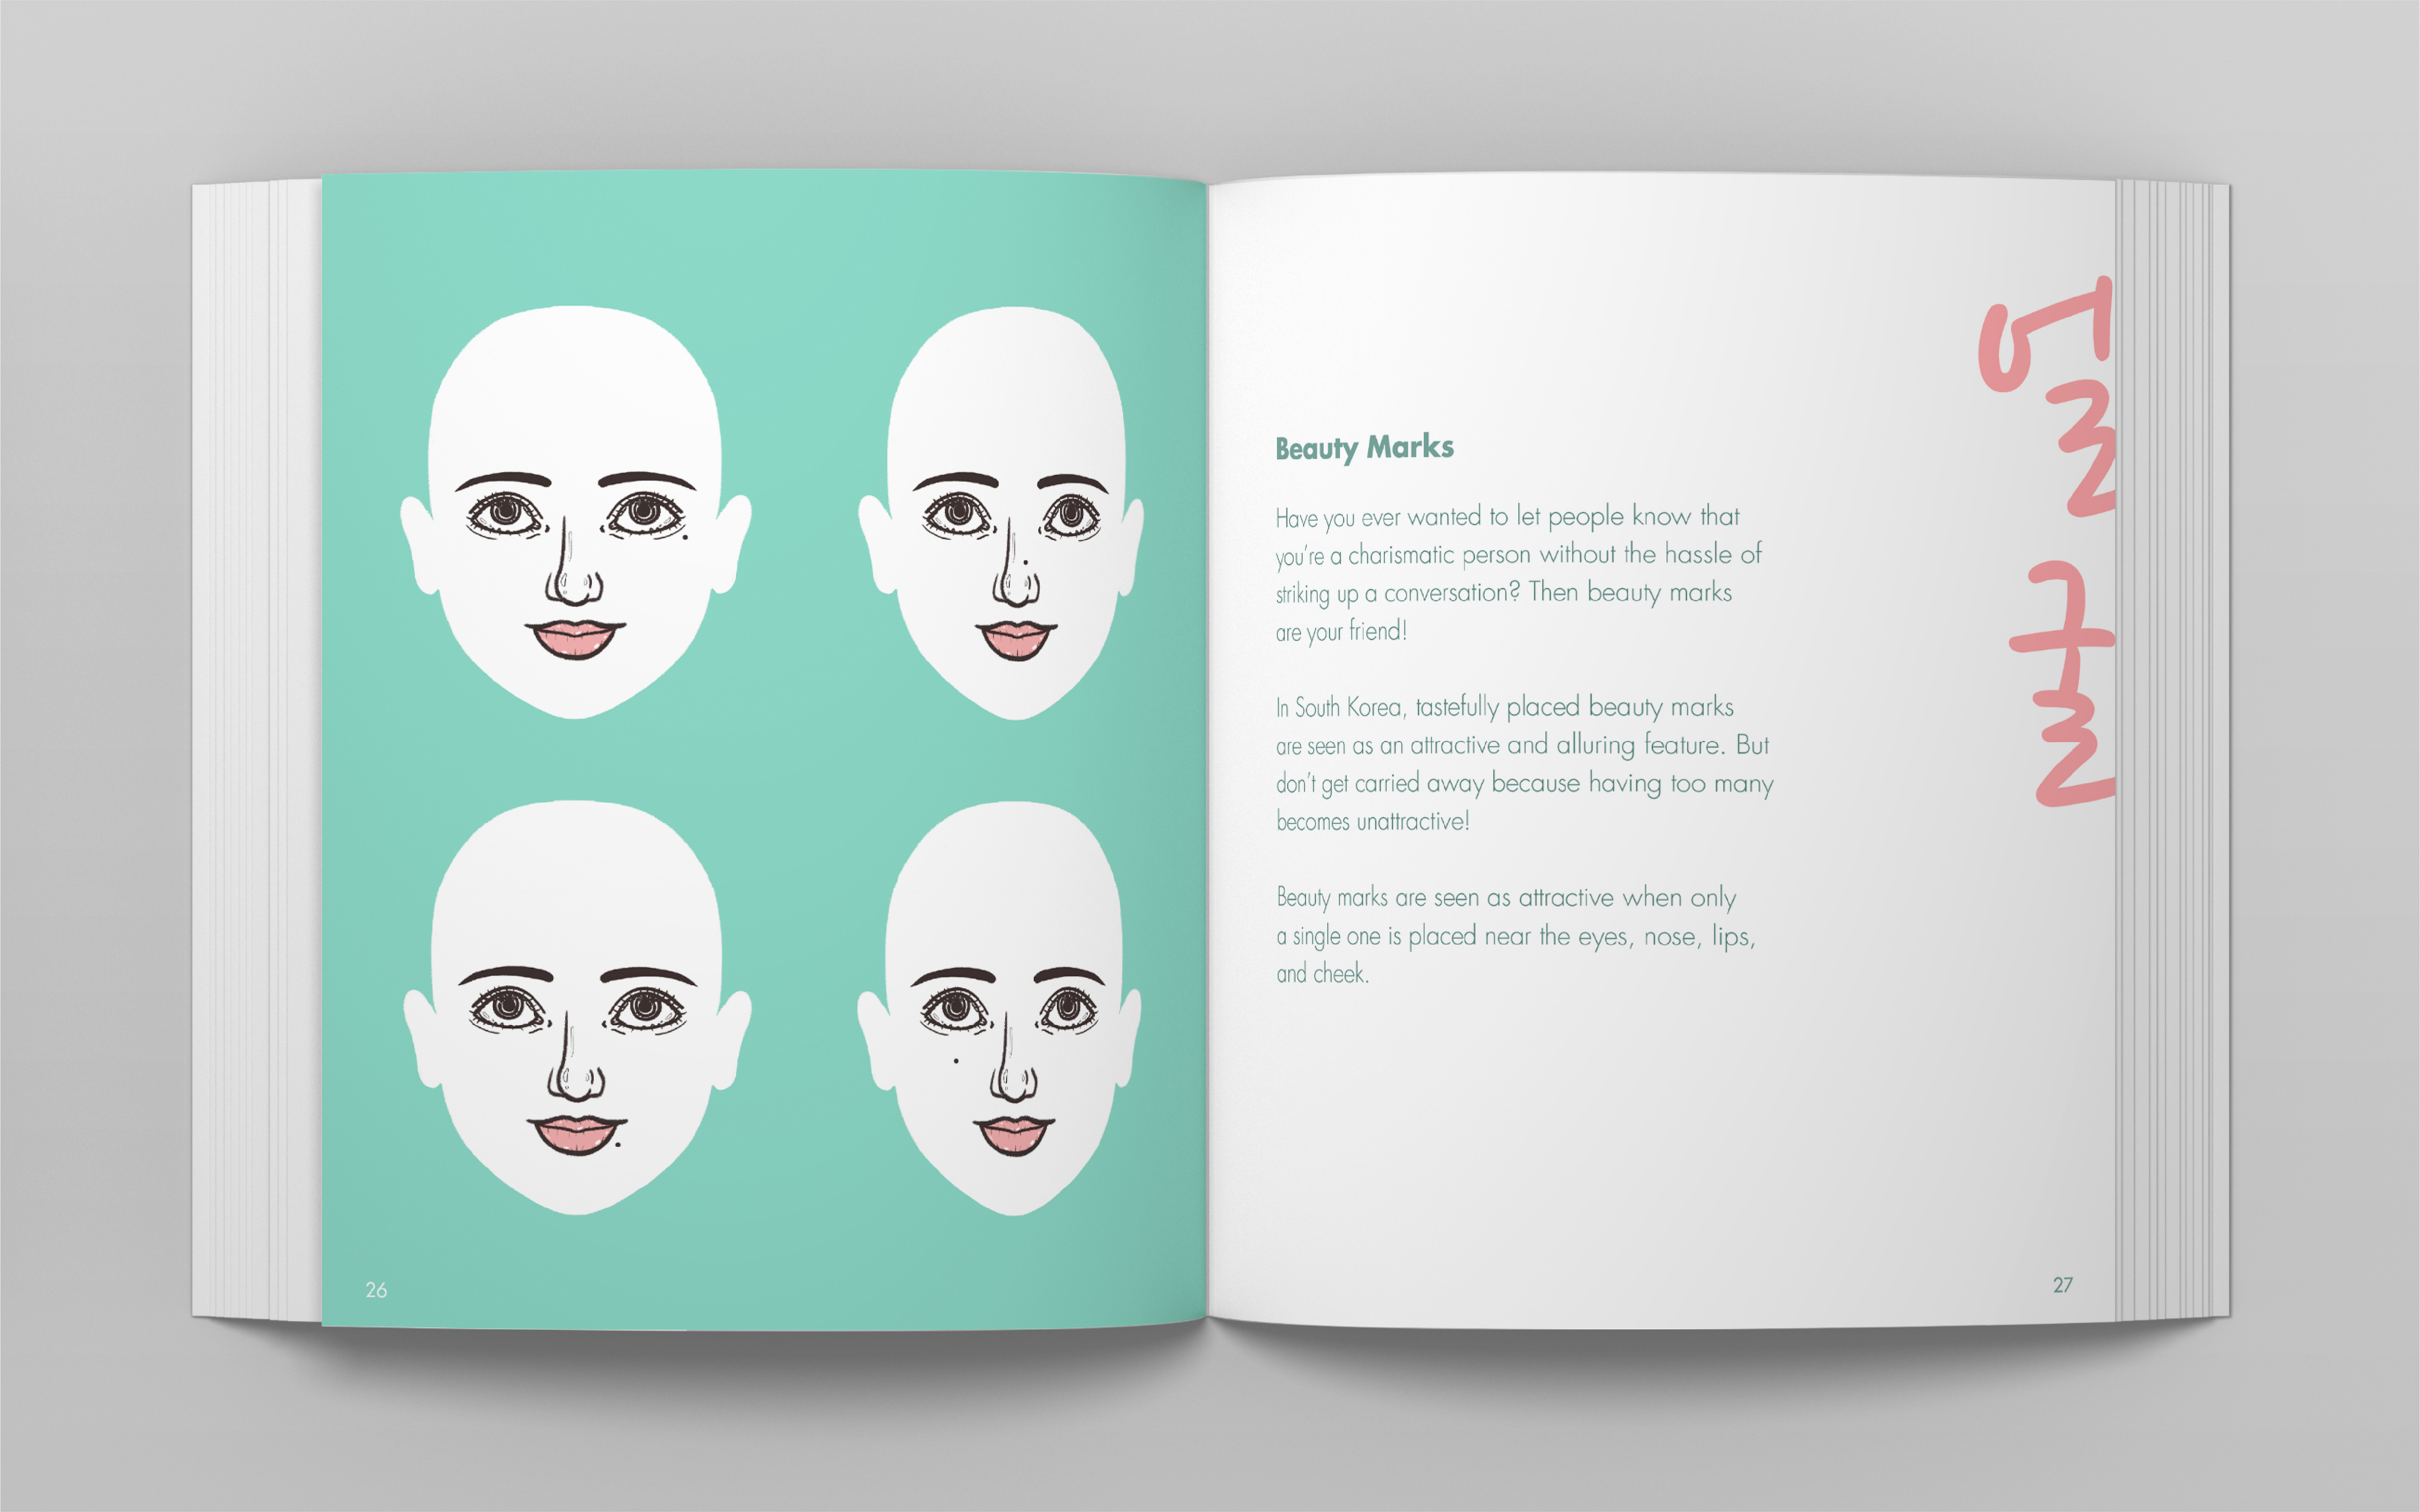 Beauty Marks
Have you ever wanted to let people know that
you're a charismatic person without the hassle of
striking up a conversation? Then beauty marks
are your friend!
In South Korea, tastefully placed beauty marks
are seen as an attractive and alluring feature. But
don't get carried away because having too many
becomes unattractive!
Beauty marks are seen as attractive when only
a single one is placed near the eyes, nose, lips,
and cheek.
얼굴
26
27